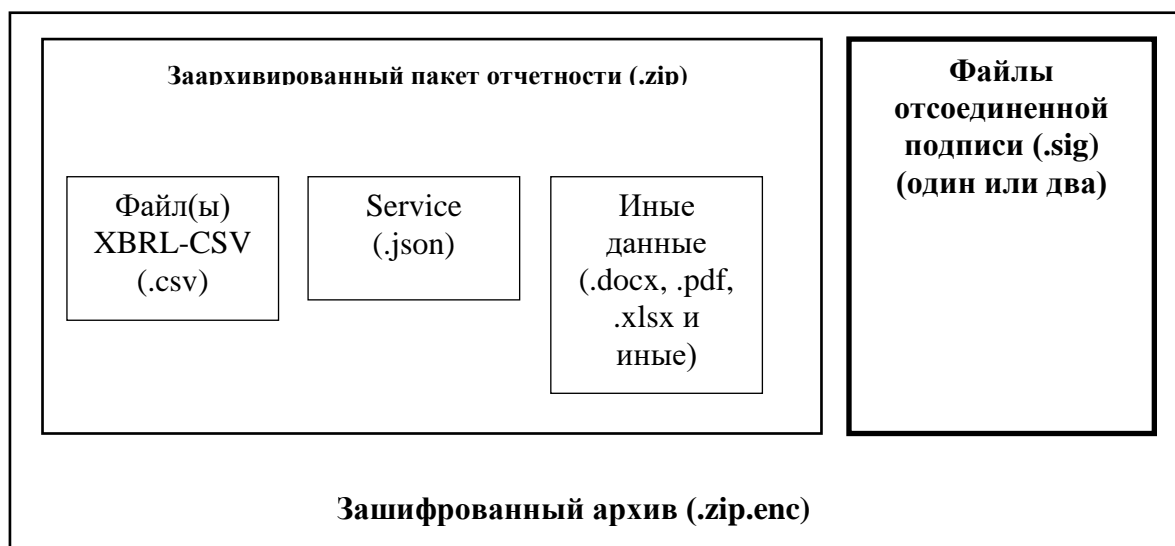 Заархивированный пакет отчетности (.zip)
Файл(ы)
XBRL-CSV
(.csv)
Service
(.json)
Иные
данные
(.docx, .pdf,
.xlsx и
иные)
Файлы
отсоединенной
подписи (.sig)
(один или два)
Зашифрованный архив (.zip.enc)